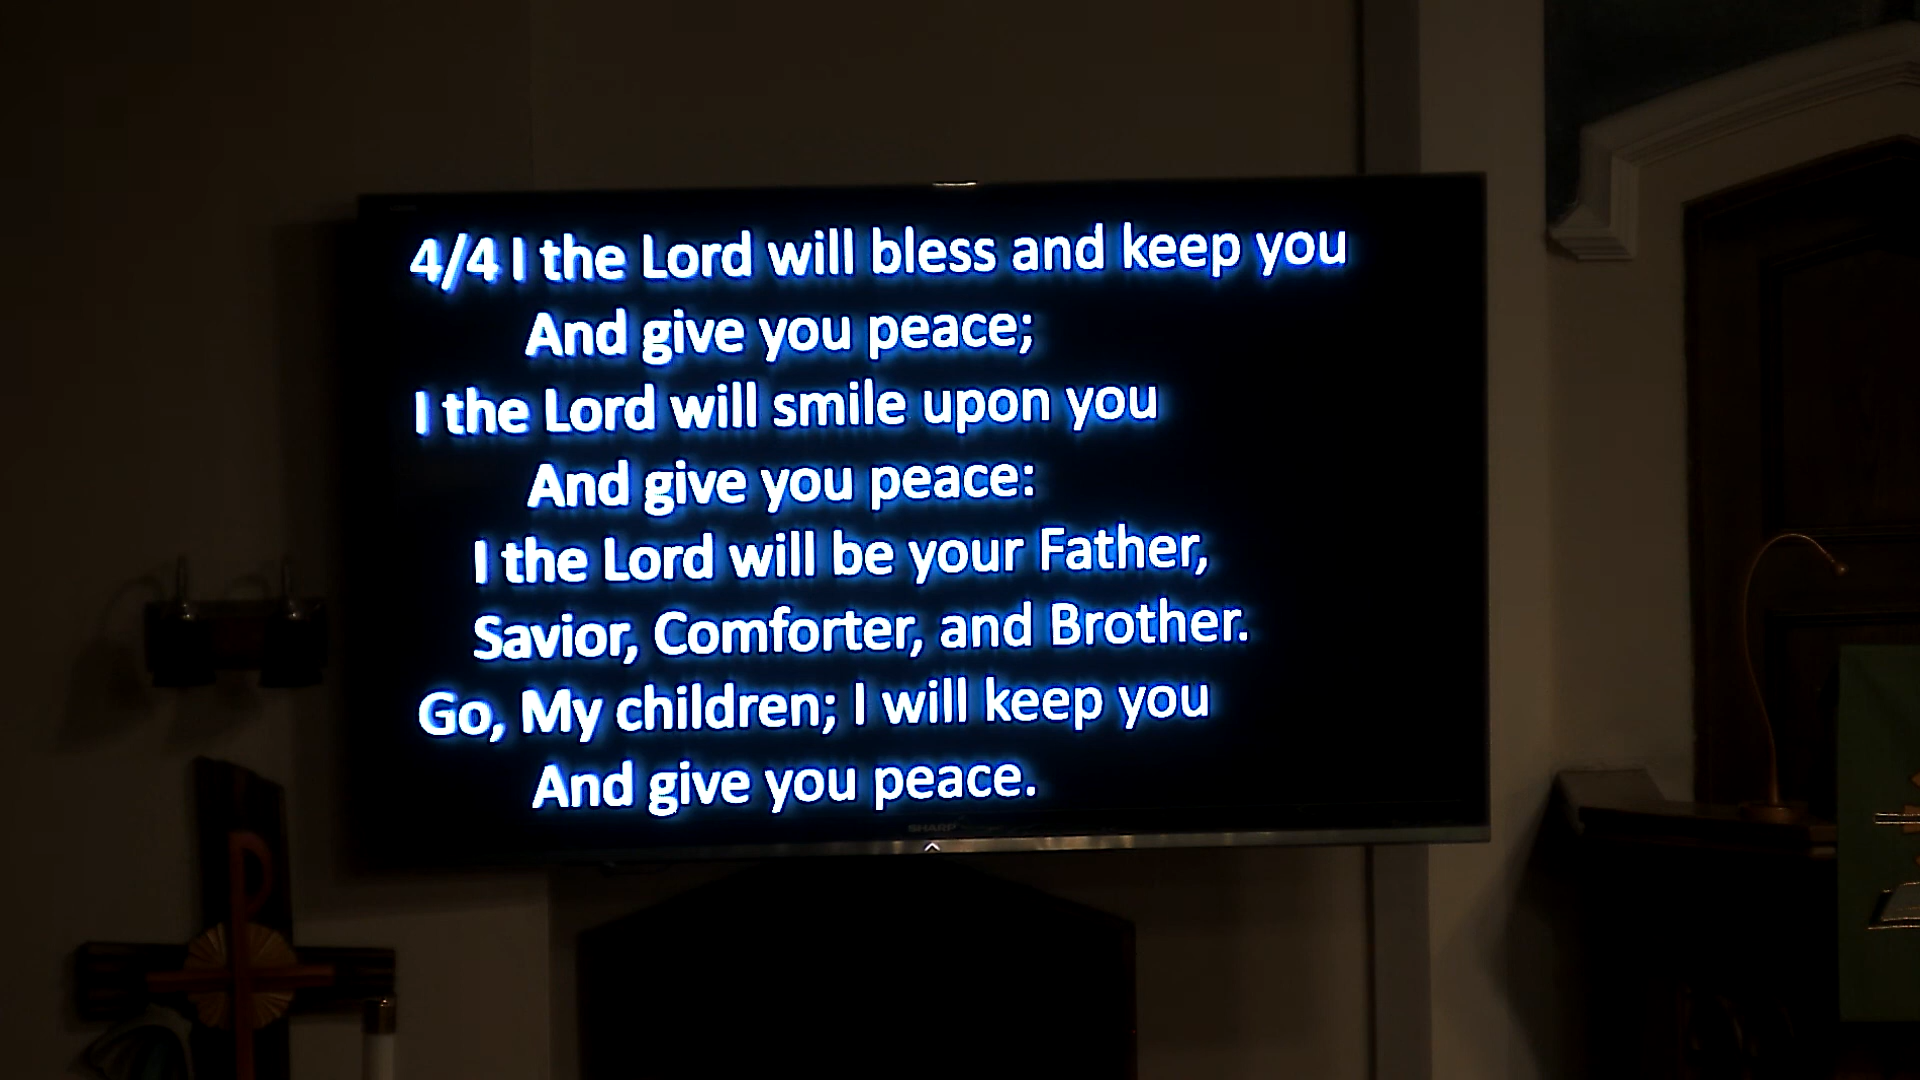 4/4 I the Lord will bless and keep you
And give you peace;
I the Lord will smile upon you
And give you peace:
I the Lord will be your Father,
Savior, Comforter, and Brother.
Go, My children; I will keep you
And give you peace.
SHARP